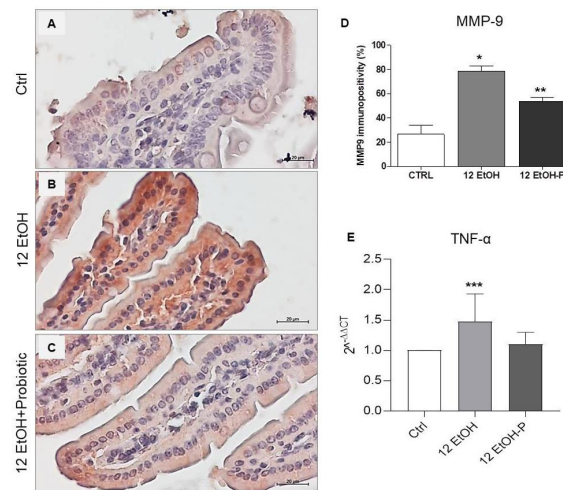 A
Ctrl
20 µm
B
12 EtOH
20 µm
C
12 EtOH+Probiotic
20 µm
D
MMP-9
MMP9 immunopositivity (%)
100
80
60
40
20
0
*
**
CTRL 12 EtOH 12 EtOH-P
E
TNF-α
2^-ΔΔCT
2.5
2.0
1.5
1.0
0.5
0.0
***
Ctrl 12 EtOH 12 EtOH-P